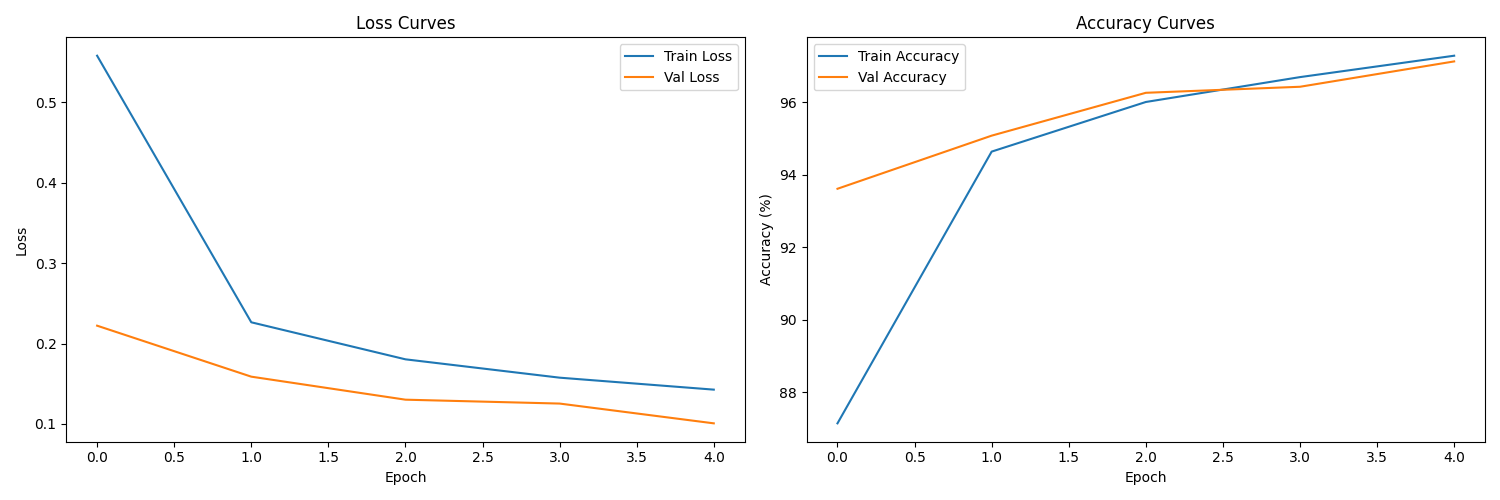 Loss Curves
Train Loss
Val Loss
0.5
0.4
0.3
0.2
0.1
Loss
0.0 0.5 1.0 1.5 2.0 2.5 3.0 3.5 4.0
Epoch
Accuracy Curves
Train Accuracy
Val Accuracy
96
94
92
90
88
Accuracy (%)
0.0 0.5 1.0 1.5 2.0 2.5 3.0 3.5 4.0
Epoch